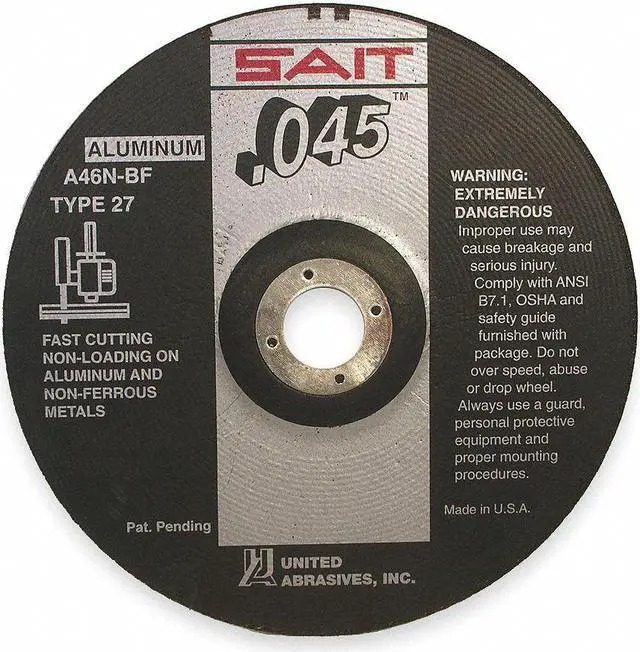 SAIT
.045™
ALUMINUM
A46N-BF
TYPE 27
FAST CUTTING
NON-LOADING ON
ALUMINUM AND
NON-FERROUS
METALS
WARNING:
EXTREMELY
DANGEROUS
Improper use may
cause breakage and
serious injury.
Comply with ANSI
B7.1, OSHA and
safety guide
furnished with
package. Do not
over speed, abuse
or drop wheel.
Always use a guard,
personal protective
equipment and
proper mounting
procedures.
Made in U.S.A.
Pat. Pending
UNITED
ABRASIVES, INC.